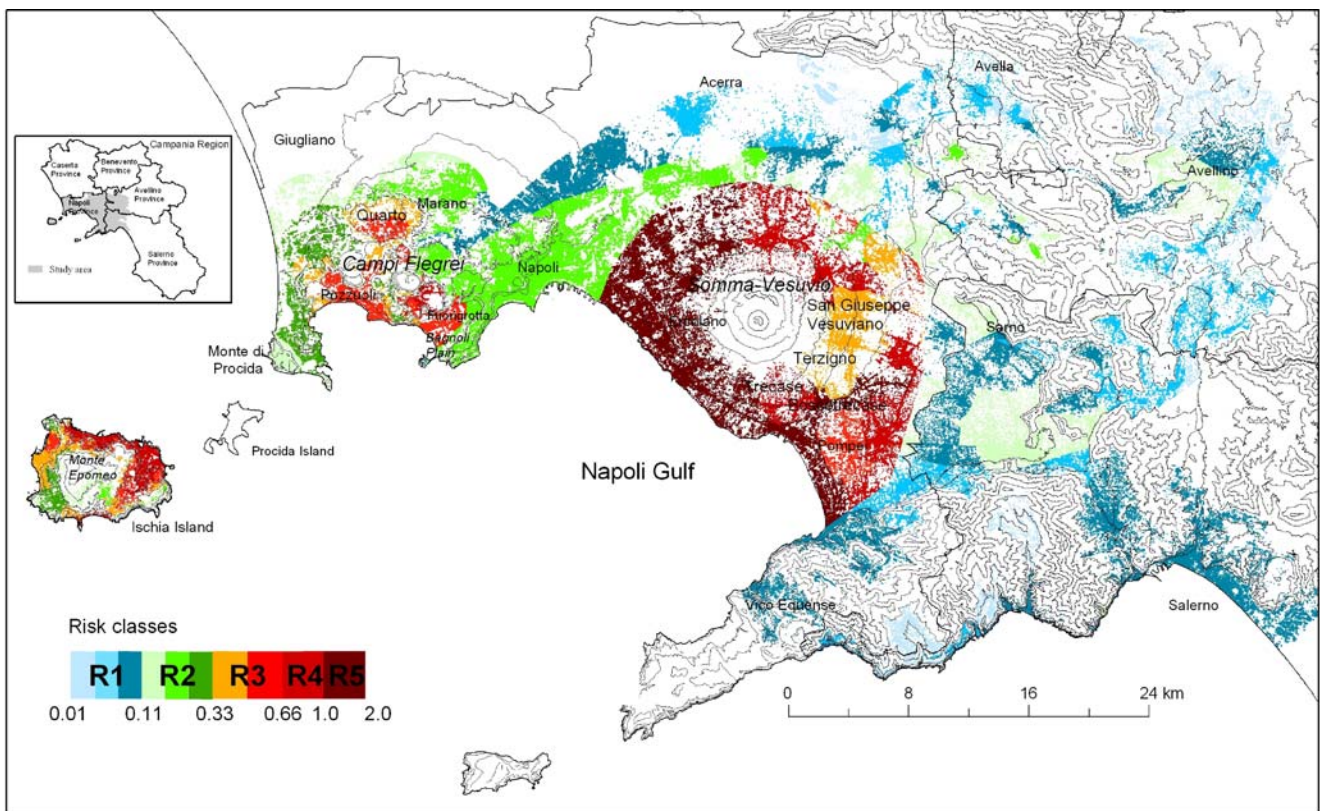 Campania Region
Caserta
Province
Benevento
Province
Avellino
Province
Napoli
Province
Salerno
Province
Study area
Avella
Acerra
Giugliano
Avellino
Quarto
Marano
Campi Flegrei
Napoli
Somma-Vesuvio
Pozzuoli
San Giuseppe
Vesuviano
Fuorigrotta
Bagnoli
Plain
Sarno
Monte di
Procida
Terzigno
Trecase
Pompei
Procida Island
Monte
Epomeo
Napoli Gulf
Ischia Island
Vico Equense
Salerno
Risk classes
R1 R2 R3 R4 R5
0.01 0.11 0.33 0.66 1.0 2.0
0 8 16 24 km